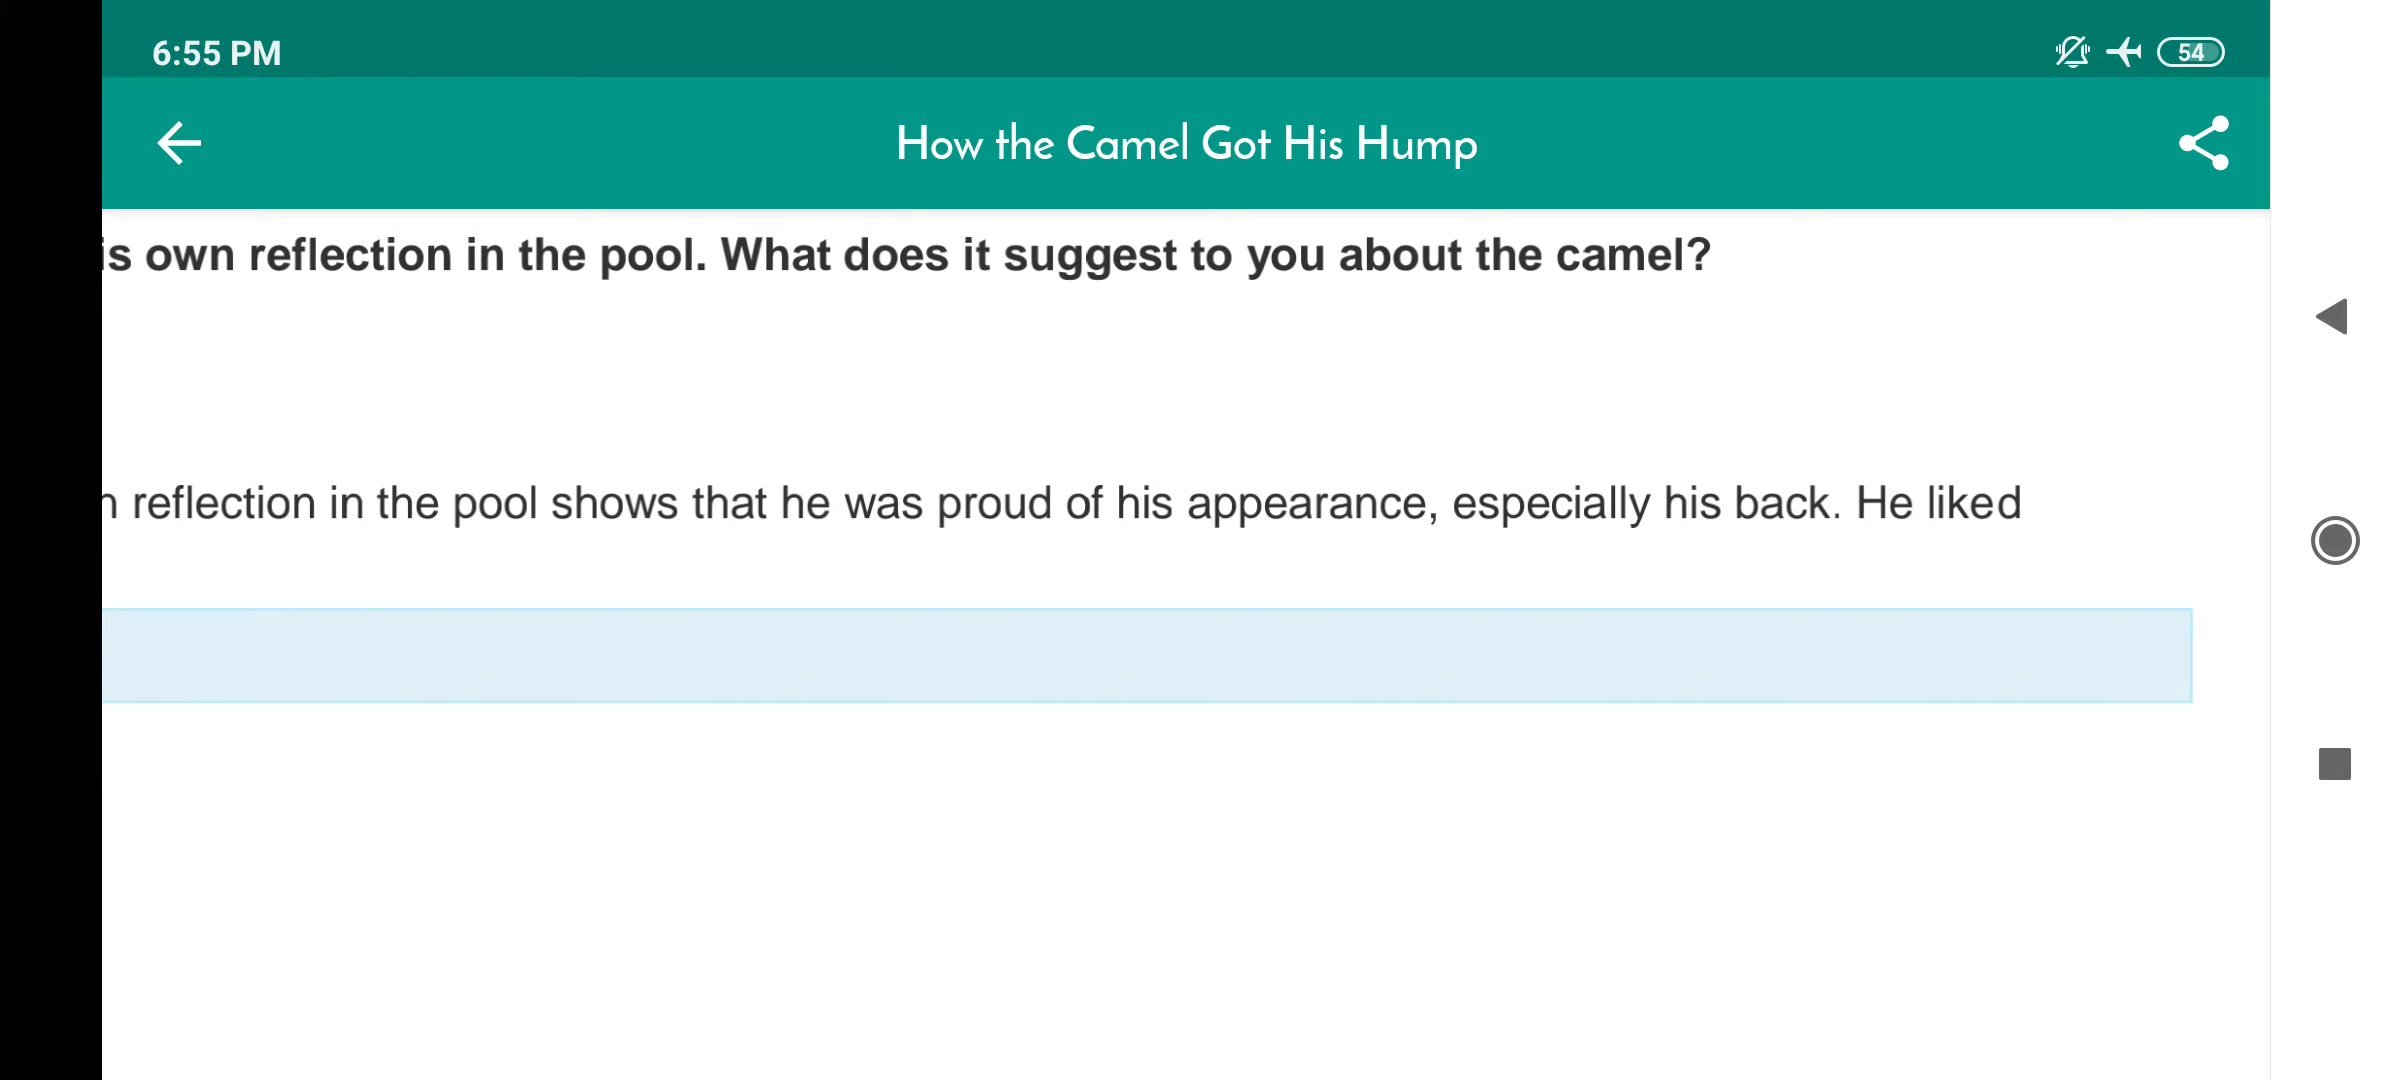 6:55 PM
54
How the Camel Got His Hump
is own reflection in the pool. What does it suggest to you about the camel?
n reflection in the pool shows that he was proud of his appearance, especially his back. He liked